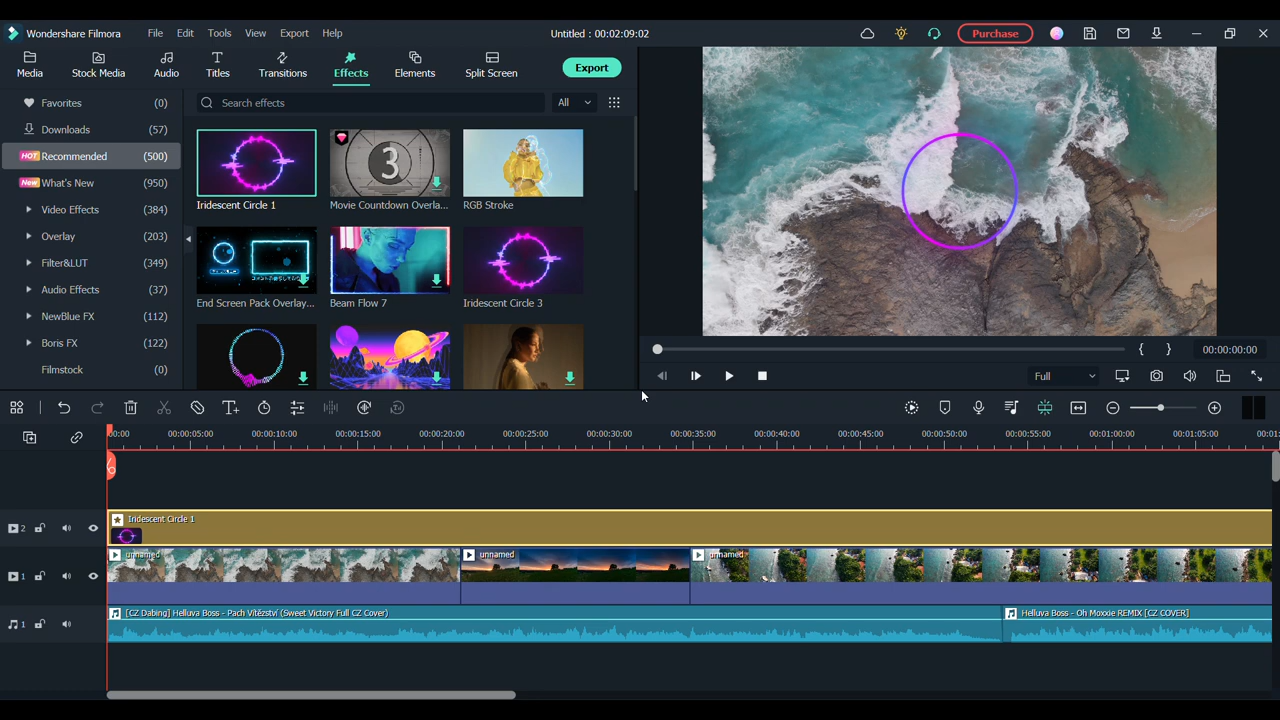 Wondershare Filmora File Edit Tools View Export Help Untitled : 00:02:09:02 Purchase
Media Stock Media Audio Titles Transitions Effects Elements Split Screen Export
Favorites (0)
Downloads (57)
HOT Recommended (500)
New What's New (950)
Video Effects (384)
Overlay (203)
Filter&LUT (349)
Audio Effects (37)
NewBlue FX (112)
Boris FX (122)
Filmstock (0)
Search effects All
3
Iridescent Circle 1 Movie Countdown Overla... RGB Stroke
End Screen Pack Overlay... Beam Flow 7 Iridescent Circle 3
{ } 00:00:00:00
Full
:00:00 00:00:05:00 00:00:10:00 00:00:15:00 00:00:20:00 00:00:25:00 00:00:30:00 00:00:35:00 00:00:40:00 00:00:45:00 00:00:50:00 00:00:55:00 00:01:00:00 00:01:05:00 00:01:
2 Iridescent Circle 1
1 unnamed unnamed unnamed
1 [CZ Dabing] Helluva Boss - Pach Vítězství (Sweet Victory Full CZ Cover) Helluva Boss - Oh Moxxie REMIX [CZ COVER]